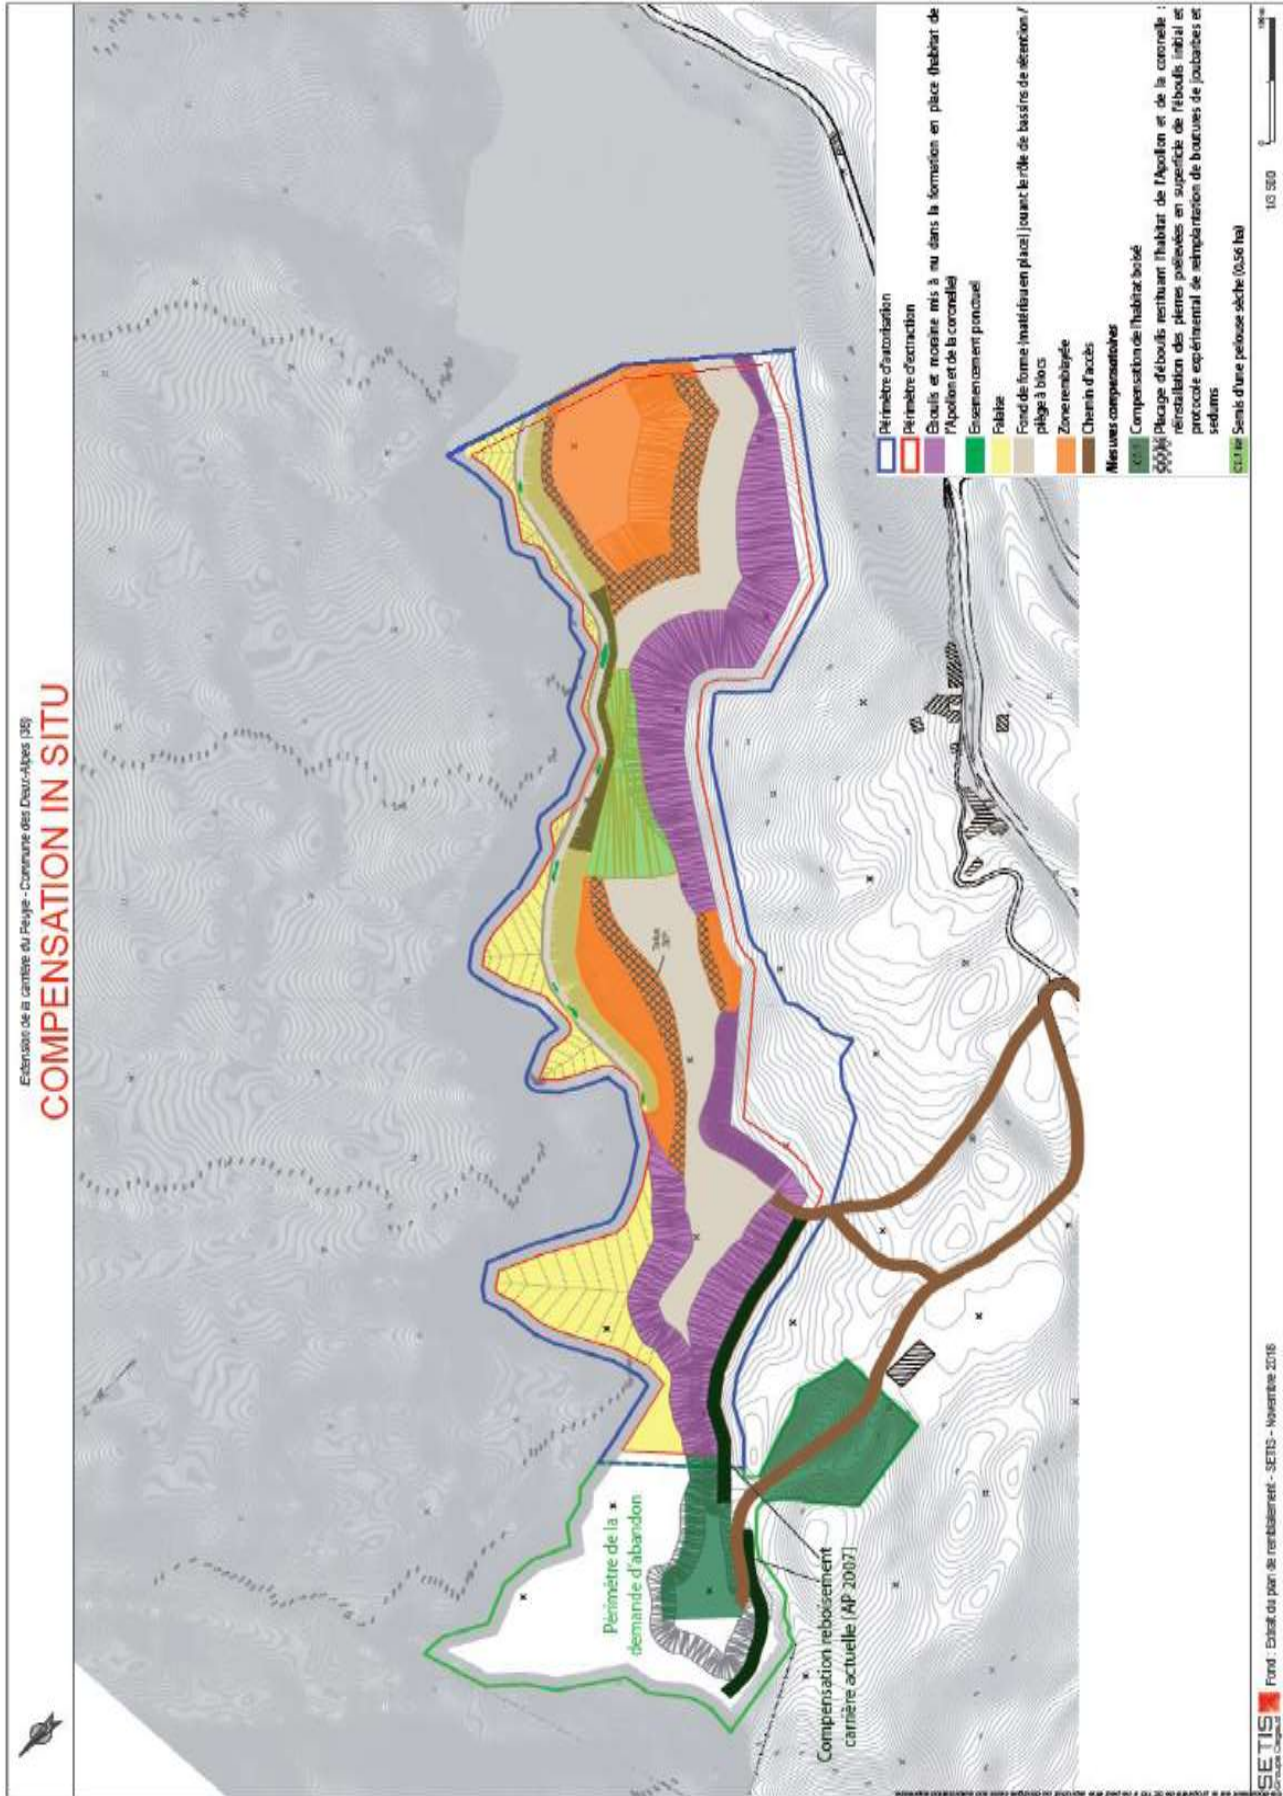 Extension de la carrière du Peyge - Commune des Deux-Alpes (38)
COMPENSATION IN SITU
Périmètre de la
demande d'abandon
Compensation reboisement
carrière actuelle [AP 2007]
Talus
Périmètre d'autorisation
Périmètre d'extraction
Eboulis et moraine mis à nu dans la formation en place (habitat de
l'Apollon et de la coronelle)
Ensemencement ponctuel
Falaise
Fond de forme (matériau en place) jouant le rôle de bassins de rétention /
piège à blocs
Zone remblayée
Chemin d'accès
Mesures compensatoires
Compensation de l'habitat boisé
Placage d'éboulis restituant l'habitat de l'Apollon et de la coronelle :
réinstallation des pierres prélevées en superficie de l'éboulis initial et
protocole expérimental de réimplantation de boutures de joubarbes et
sedums
Semis d'une pelouse sèche (0,56 ha)
0
1/3 500
SETIS
Groupe Degaud
Fond : Extrait du plan de remblaiement - SETIS - Novembre 2016